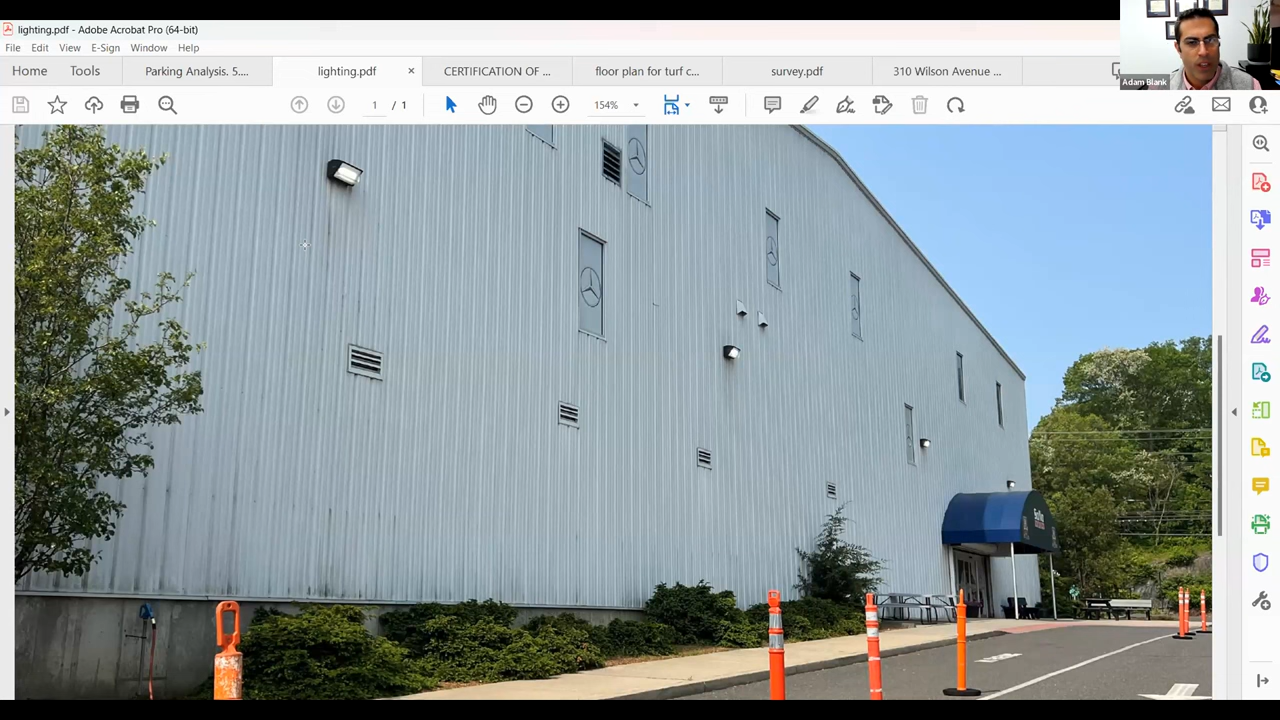 lighting.pdf - Adobe Acrobat Pro (64-bit)
File Edit View E-Sign Window Help
Home Tools Parking Analysis. 5.... lighting.pdf × CERTIFICATION OF ... floor plan for turf c... survey.pdf 310 Wilson Avenue ...
1 / 1 154%
Adam Blank